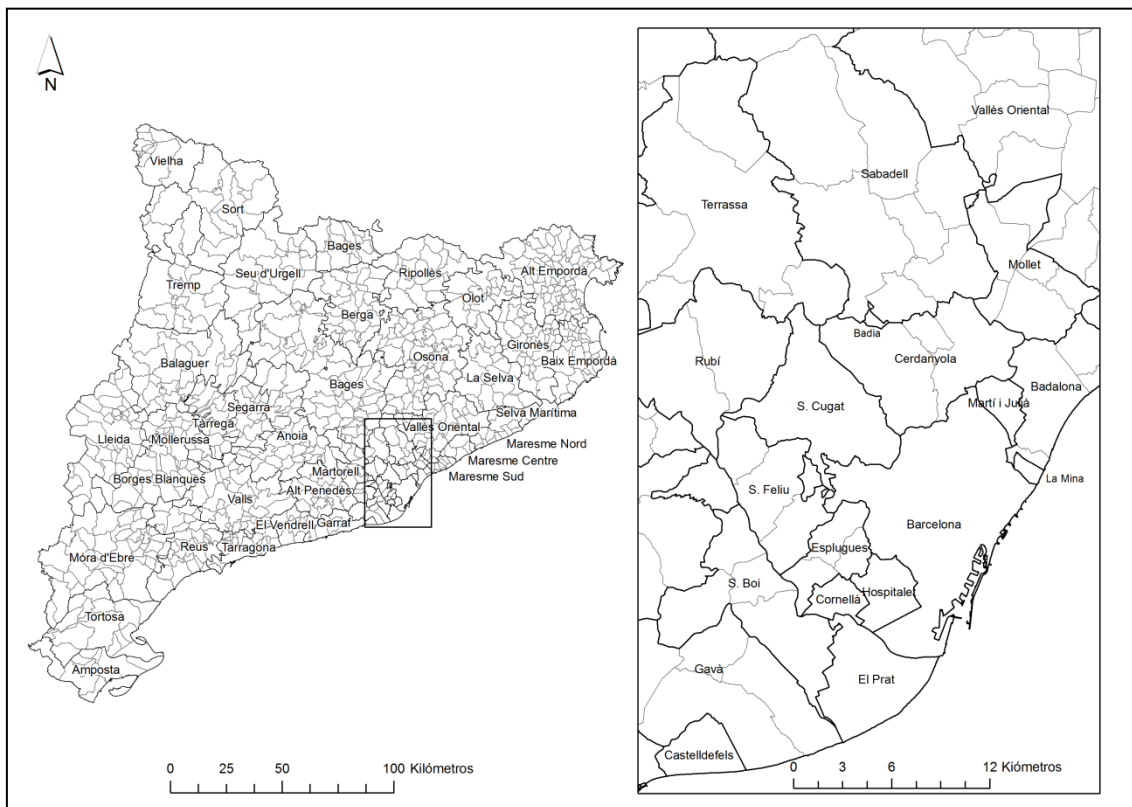 N
Vielha
Sort
Bages
Seu d'Urgell
Ripollès
Alt Empordà
Tremp
Olot
Berga
Gironès
Osona
Baix Empordà
Balaguer
La Selva
Bages
Segarra
Selva Marítima
Tàrrega
Vallès Oriental
Lleida
Mollerussa
Anoia
Maresme Nord
Maresme Centre
Martorell
Maresme Sud
Borges Blanques
Alt Penedès
Valls
El Vendrell
Garraf
Reus
Tarragona
Móra d'Ebre
Tortosa
Amposta
0 25 50 100 Kilómetros
Vallès Oriental
Sabadell
Terrassa
Mollet
Badia
Rubí
Cerdanyola
Badalona
S. Cugat
Martí i Julià
La Mina
S. Feliu
Barcelona
Esplugues
S. Boi
Hospitalet
Cornellà
Gavà
El Prat
Castelldefels
0 3 6 12 Kiómetros